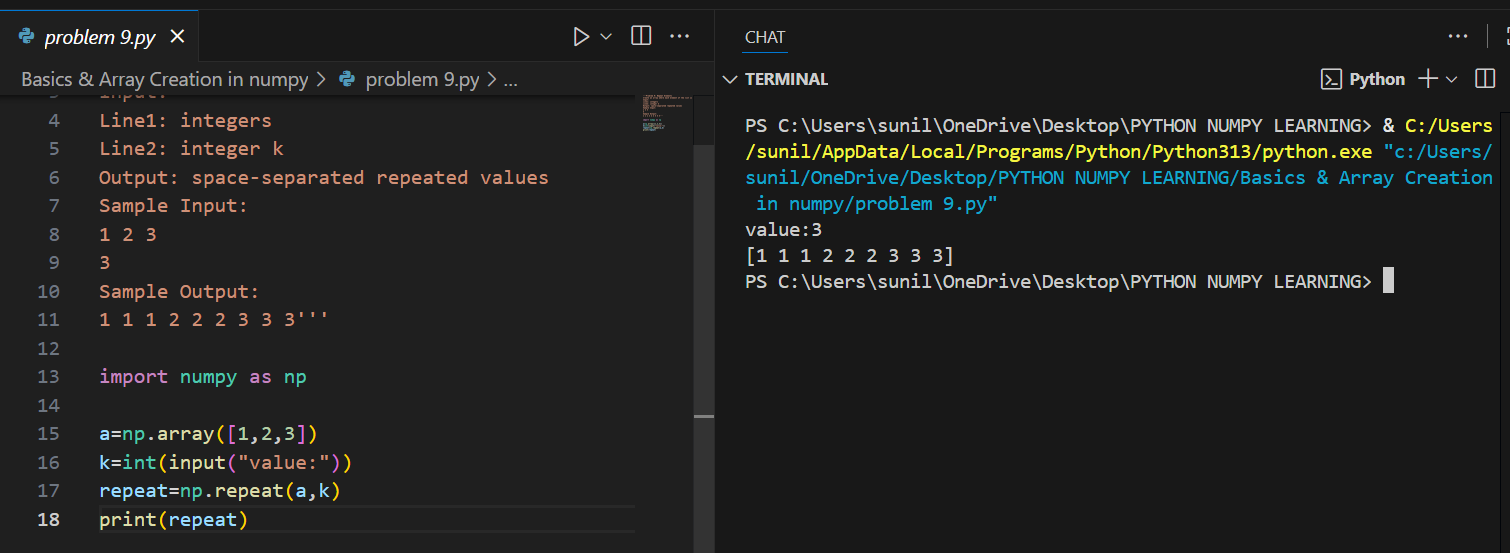 problem 9.py
Basics & Array Creation in numpy > problem 9.py > ...
4 Line1: integers
5 Line2: integer k
6 Output: space-separated repeated values
7 Sample Input:
8 1 2 3
9 3
10 Sample Output:
11 1 1 1 2 2 2 3 3 3'''
12
13 import numpy as np
14
15 a=np.array([1,2,3])
16 k=int(input("value:"))
17 repeat=np.repeat(a,k)
18 print(repeat)
CHAT
TERMINAL
Python
PS C:\Users\sunil\OneDrive\Desktop\PYTHON NUMPY LEARNING> & C:/Users
/sunil/AppData/Local/Programs/Python/Python313/python.exe "c:/Users/
sunil/OneDrive/Desktop/PYTHON NUMPY LEARNING/Basics & Array Creation
in numpy/problem 9.py"
value:3
[1 1 1 2 2 2 3 3 3]
PS C:\Users\sunil\OneDrive\Desktop\PYTHON NUMPY LEARNING>